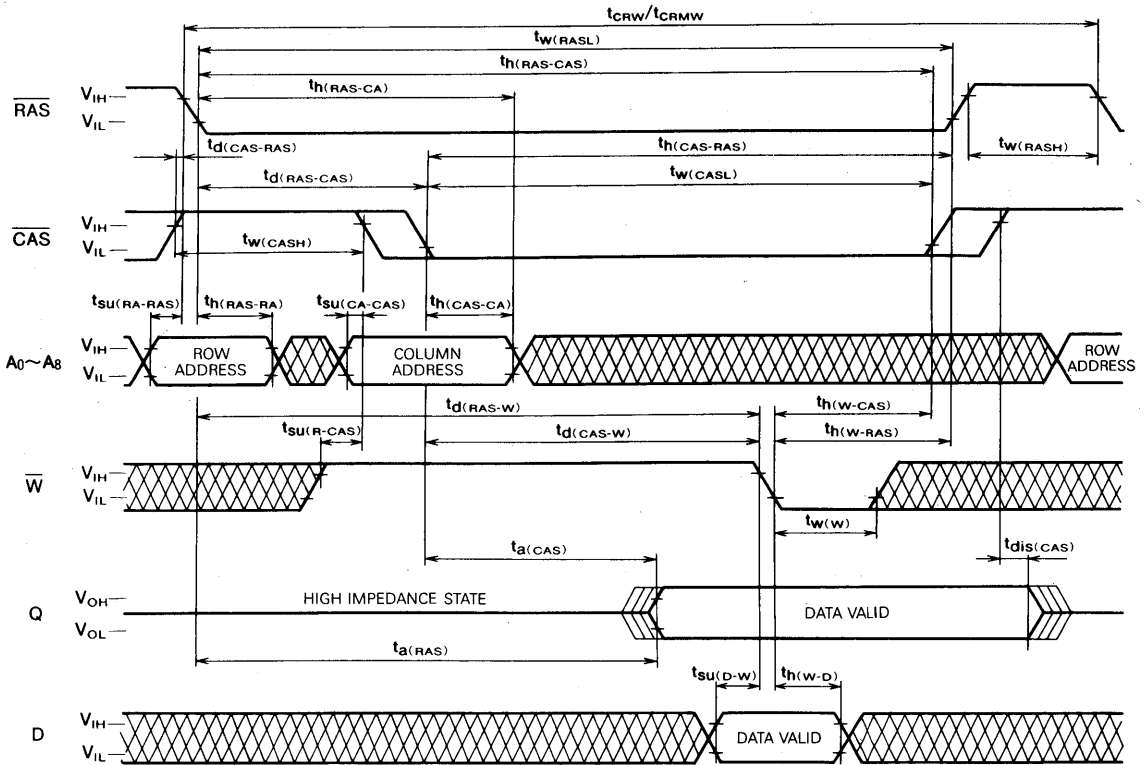 tCRW/tCRMW
tw(RASL)
th(RAS-CAS)
th(RAS-CA)
RAS
VIH
VIL
td(CAS-RAS)
th(CAS-RAS)
tw(RASH)
td(RAS-CAS)
tw(CASL)
CAS
VIH
VIL
tw(CASH)
tsu(RA-RAS)
th(RAS-RA)
tsu(CA-CAS)
th(CAS-CA)
A0~A8
VIH
VIL
ROW
ADDRESS
COLUMN
ADDRESS
ROW
ADDRESS
td(RAS-W)
th(W-CAS)
tsu(R-CAS)
td(CAS-W)
th(W-RAS)
W
VIH
VIL
tw(W)
ta(CAS)
tdis(CAS)
Q
VOH
VOL
HIGH IMPEDANCE STATE
DATA VALID
ta(RAS)
tsu(D-W)
th(W-D)
D
VIH
VIL
DATA VALID